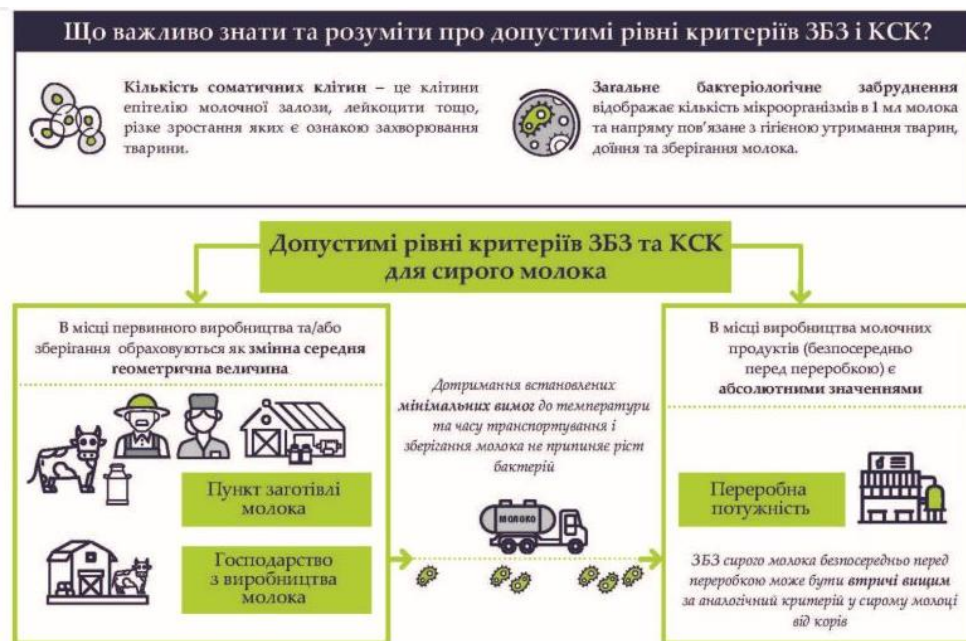 Що важливо знати та розуміти про допустимі рівні критеріїв ЗБЗ і КСК?
Кількість соматичних клітин – це клітини
епітелію молочної залози, лейкоцити тощо,
різке зростання яких є ознакою захворювання
тварини.
Загальне бактеріологічне забруднення
відображає кількість мікроорганізмів в 1 мл молока
та напряму пов'язане з гігієною утримання тварин,
доїння та зберігання молока.
Допустимі рівні критеріїв ЗБЗ та КСК
для сирого молока
В місці первинного виробництва та/або
зберігання обраховуються як змінна середня
геометрична величина
Пункт заготівлі
молока
Господарство
з виробництва
молока
Дотримання встановлених
мінімальних вимог до температури
та часу транспортування і
зберігання молока не припиняє ріст
бактерій
МОЛОКО
В місці виробництва молочних
продуктів (безпосередньо
перед переробкою) є
абсолютними значеннями
Переробна
потужність
ЗБЗ сирого молока безпосередньо перед
переробкою може бути втричі вищим
за аналогічний критерій у сирому молоці
від корів